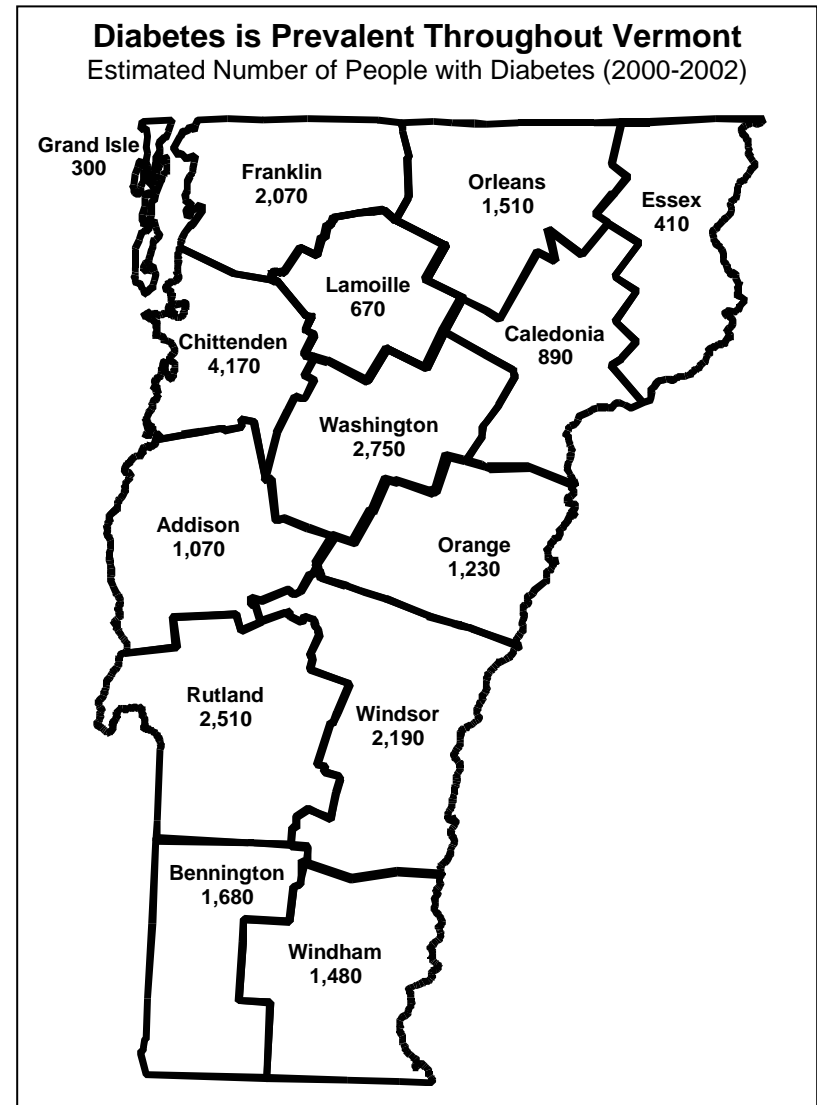 Diabetes is Prevalent Throughout Vermont
Estimated Number of People with Diabetes (2000-2002)
Grand Isle
300
Franklin
2,070
Orleans
1,510
Essex
410
Lamoille
670
Chittenden
4,170
Caledonia
890
Washington
2,750
Addison
1,070
Orange
1,230
Rutland
2,510
Windsor
2,190
Bennington
1,680
Windham
1,480